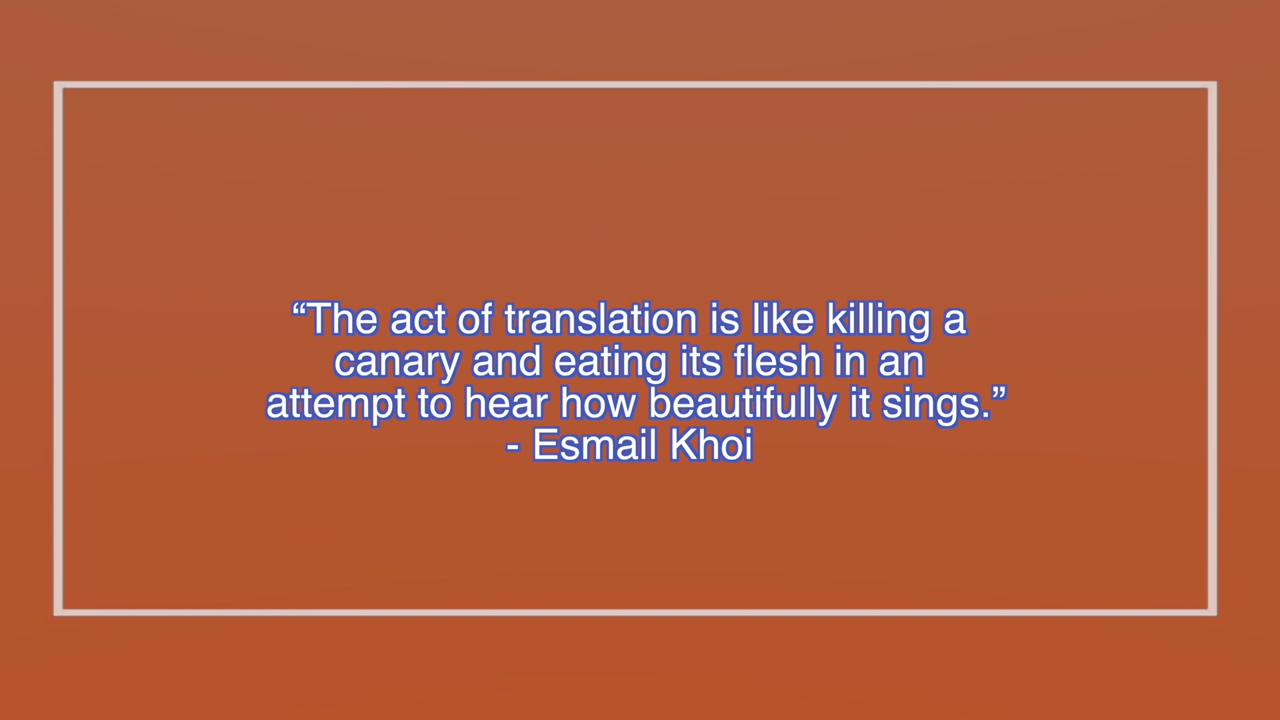 “The act of translation is like killing a
canary and eating its flesh in an
attempt to hear how beautifully it sings.”
- Esmail Khoi